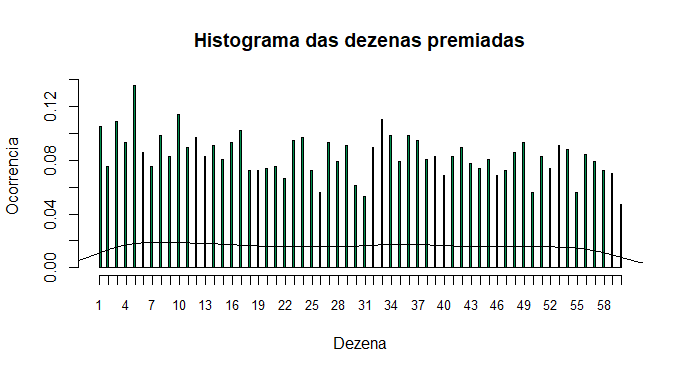 Histograma das dezenas premiadas
Ocorrencia
0.12
0.08
0.04
0.00
1 4 7 10 13 16 19 22 25 28 31 34 37 40 43 46 49 52 55 58
Dezena